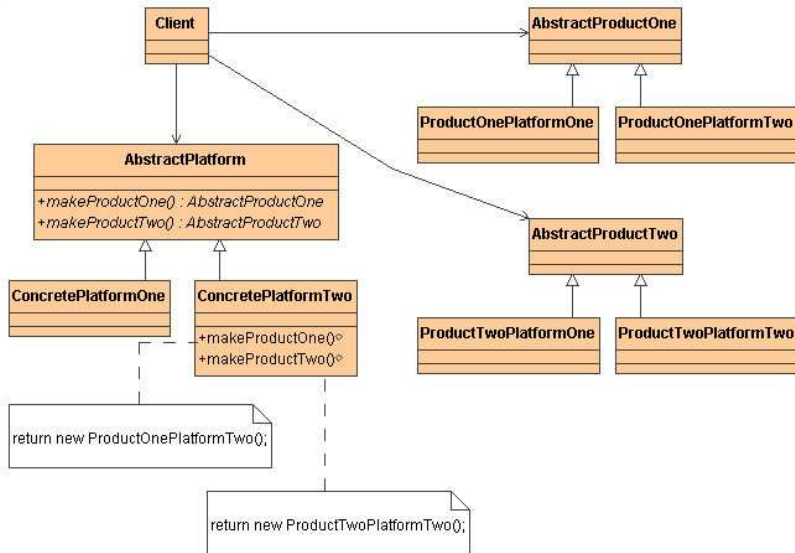 Client
AbstractProductOne
ProductOnePlatformOne
ProductOnePlatformTwo
AbstractPlatform
+makeProductOne() : AbstractProductOne
+makeProductTwo() : AbstractProductTwo
AbstractProductTwo
ConcretePlatformOne
ConcretePlatformTwo
+makeProductOne()
+makeProductTwo()
ProductTwoPlatformOne
ProductTwoPlatformTwo
return new ProductOnePlatformTwo();
return new ProductTwoPlatformTwo();